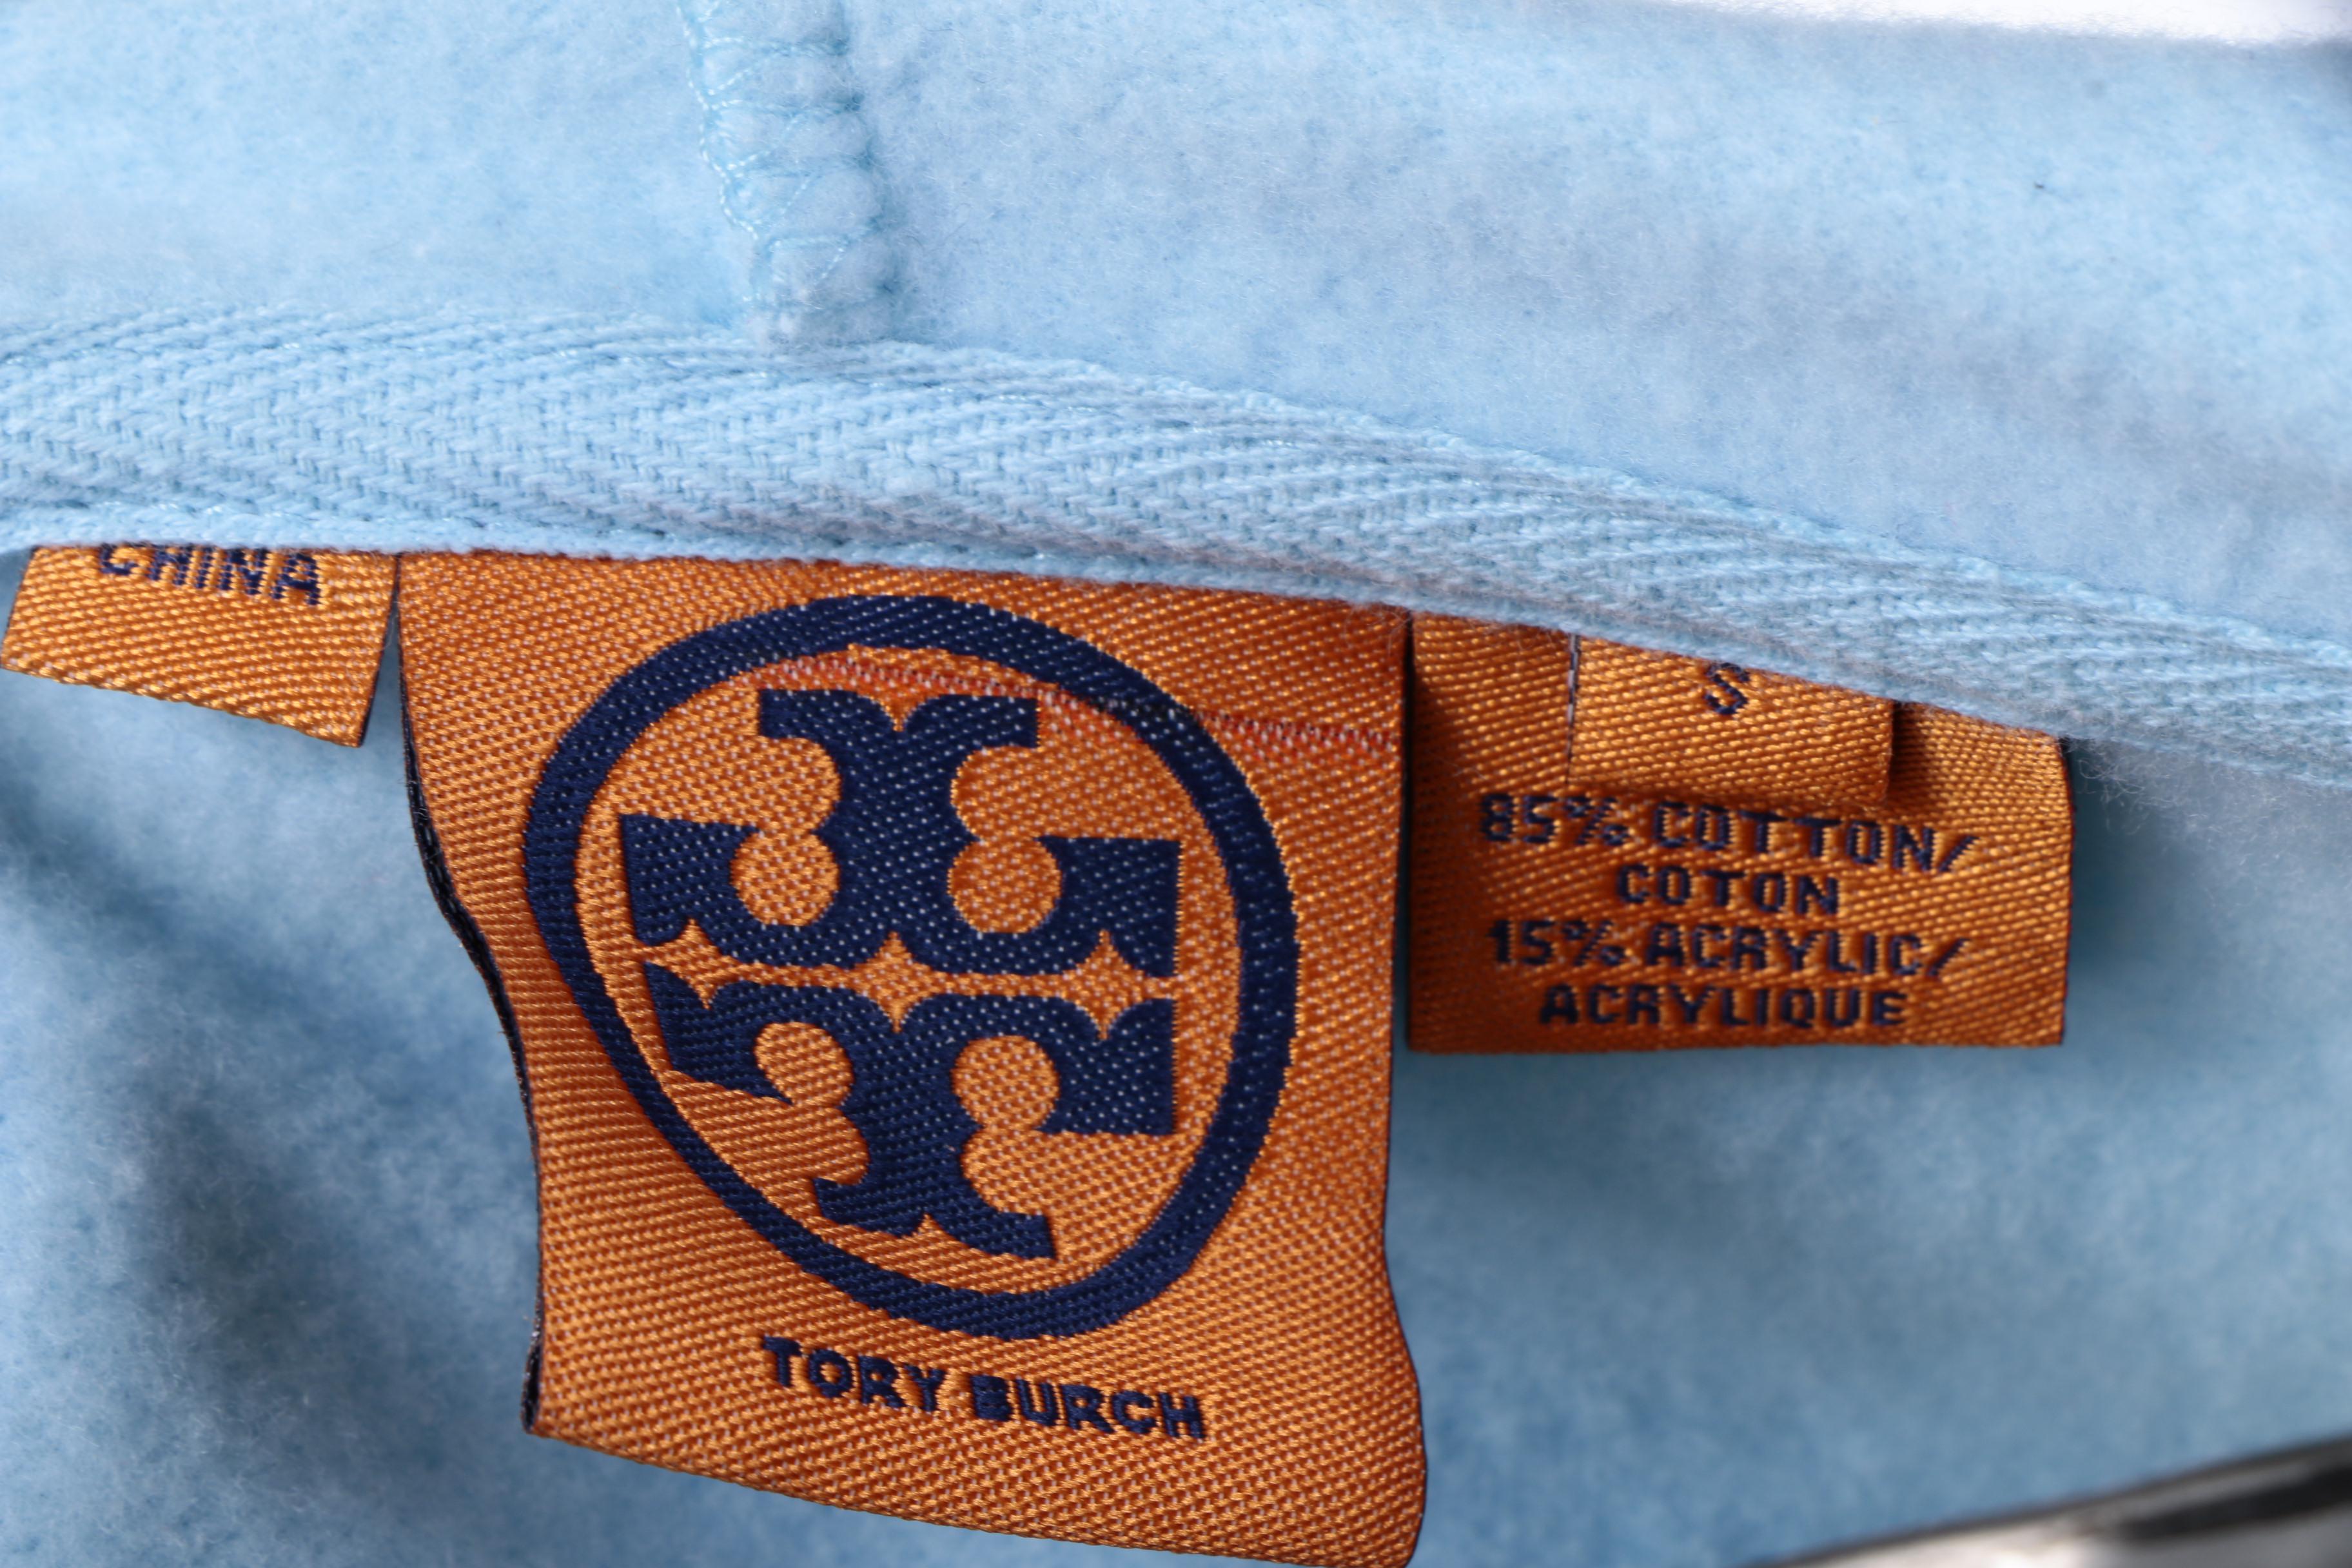 CHINA
TORY BURCH
S
85% COTTON/
COTON
15% ACRYLIC/
ACRYLIQUE